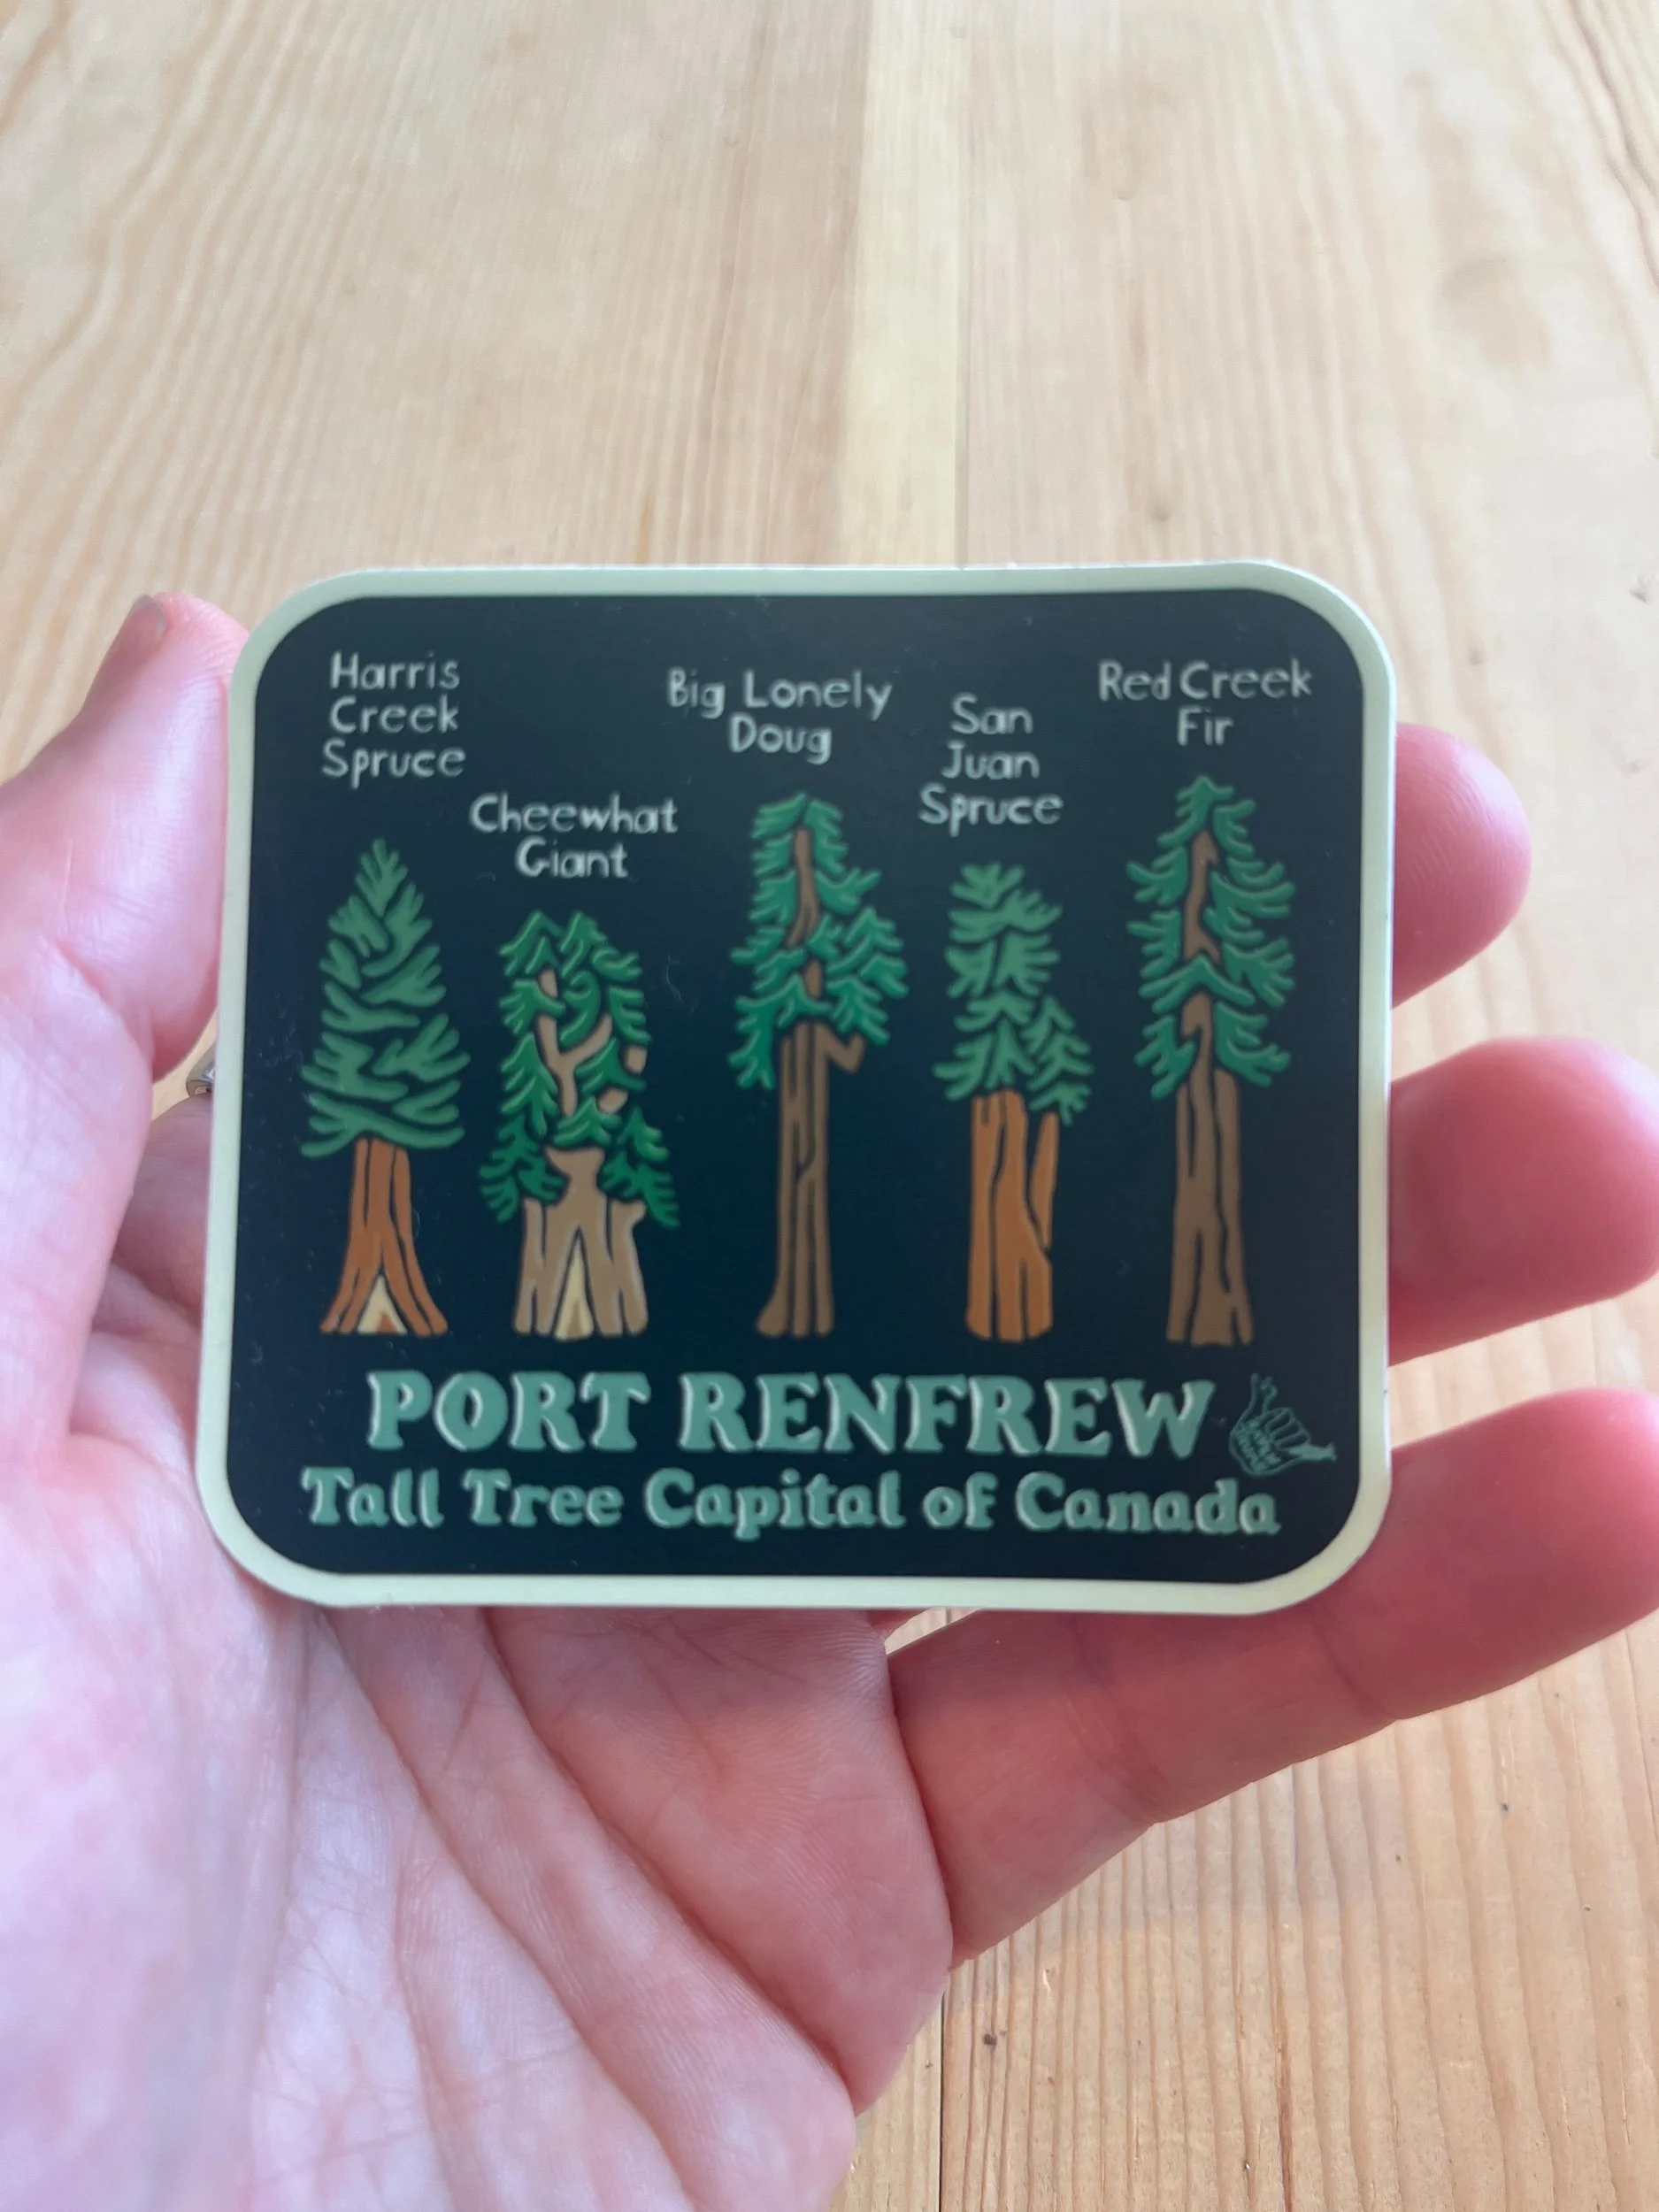 Harris
Creek
Spruce
Cheewhat
Giant
Big Lonely
Doug
San
Juan
Spruce
Red Creek
Fir
PORT RENFREW
Tall Tree Capital of Canada